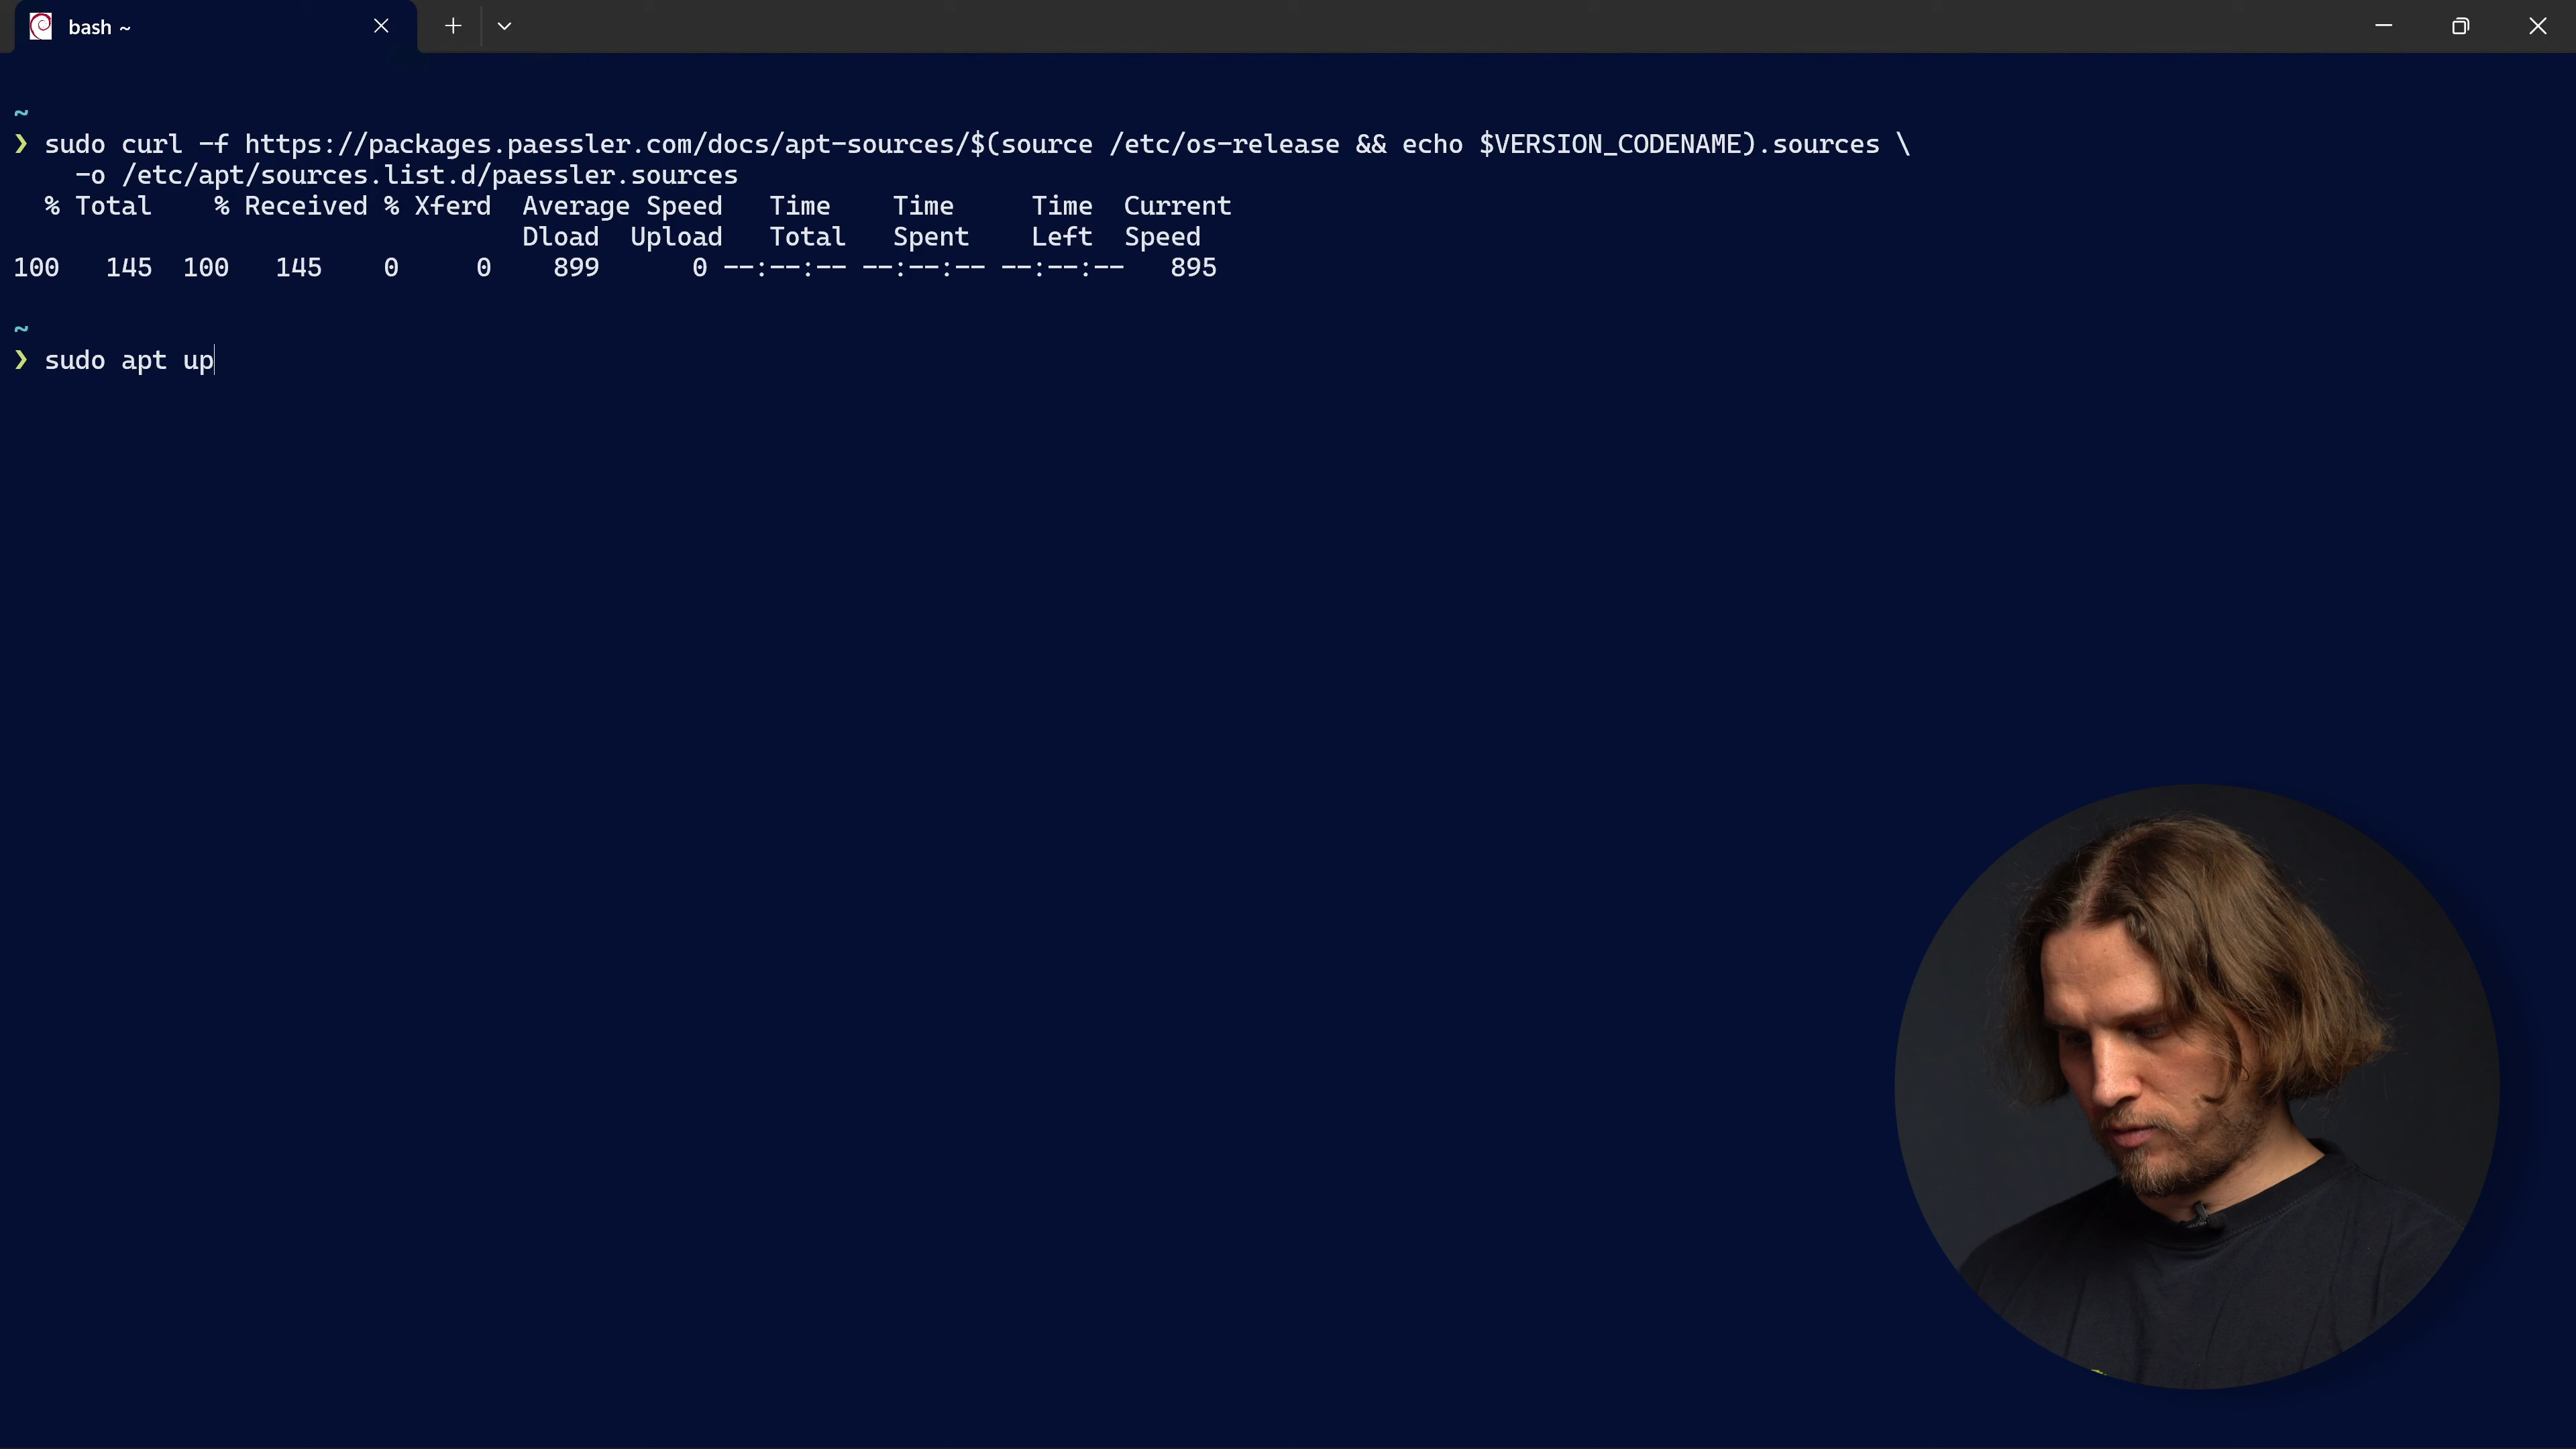 bash ~
~
❯ sudo curl -f https://packages.paessler.com/docs/apt-sources/$(source /etc/os-release && echo $VERSION_CODENAME).sources \
-o /etc/apt/sources.list.d/paessler.sources
% Total % Received % Xferd Average Speed Time Time Time Current
Dload Upload Total Spent Left Speed
100 145 100 145 0 0 899 0 --:--:-- --:--:-- --:--:-- 895
~
❯ sudo apt up